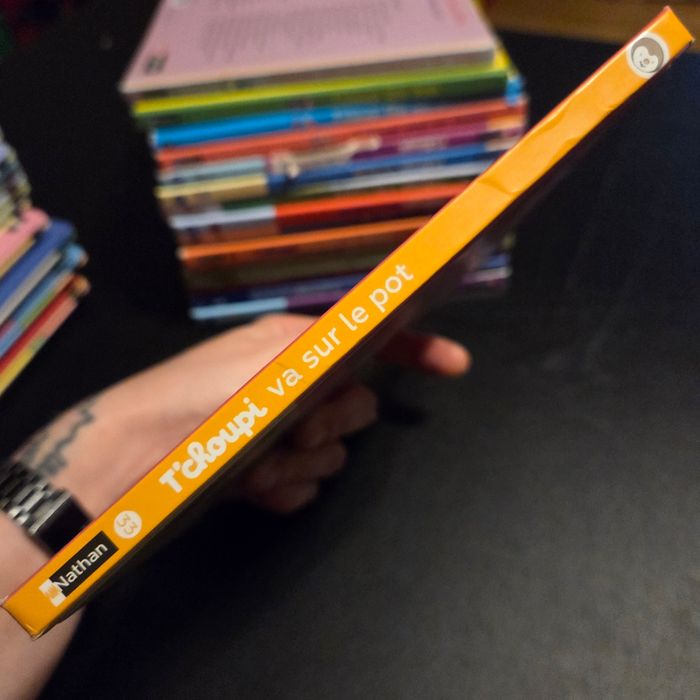 Nathan
33
T'choupi va sur le pot